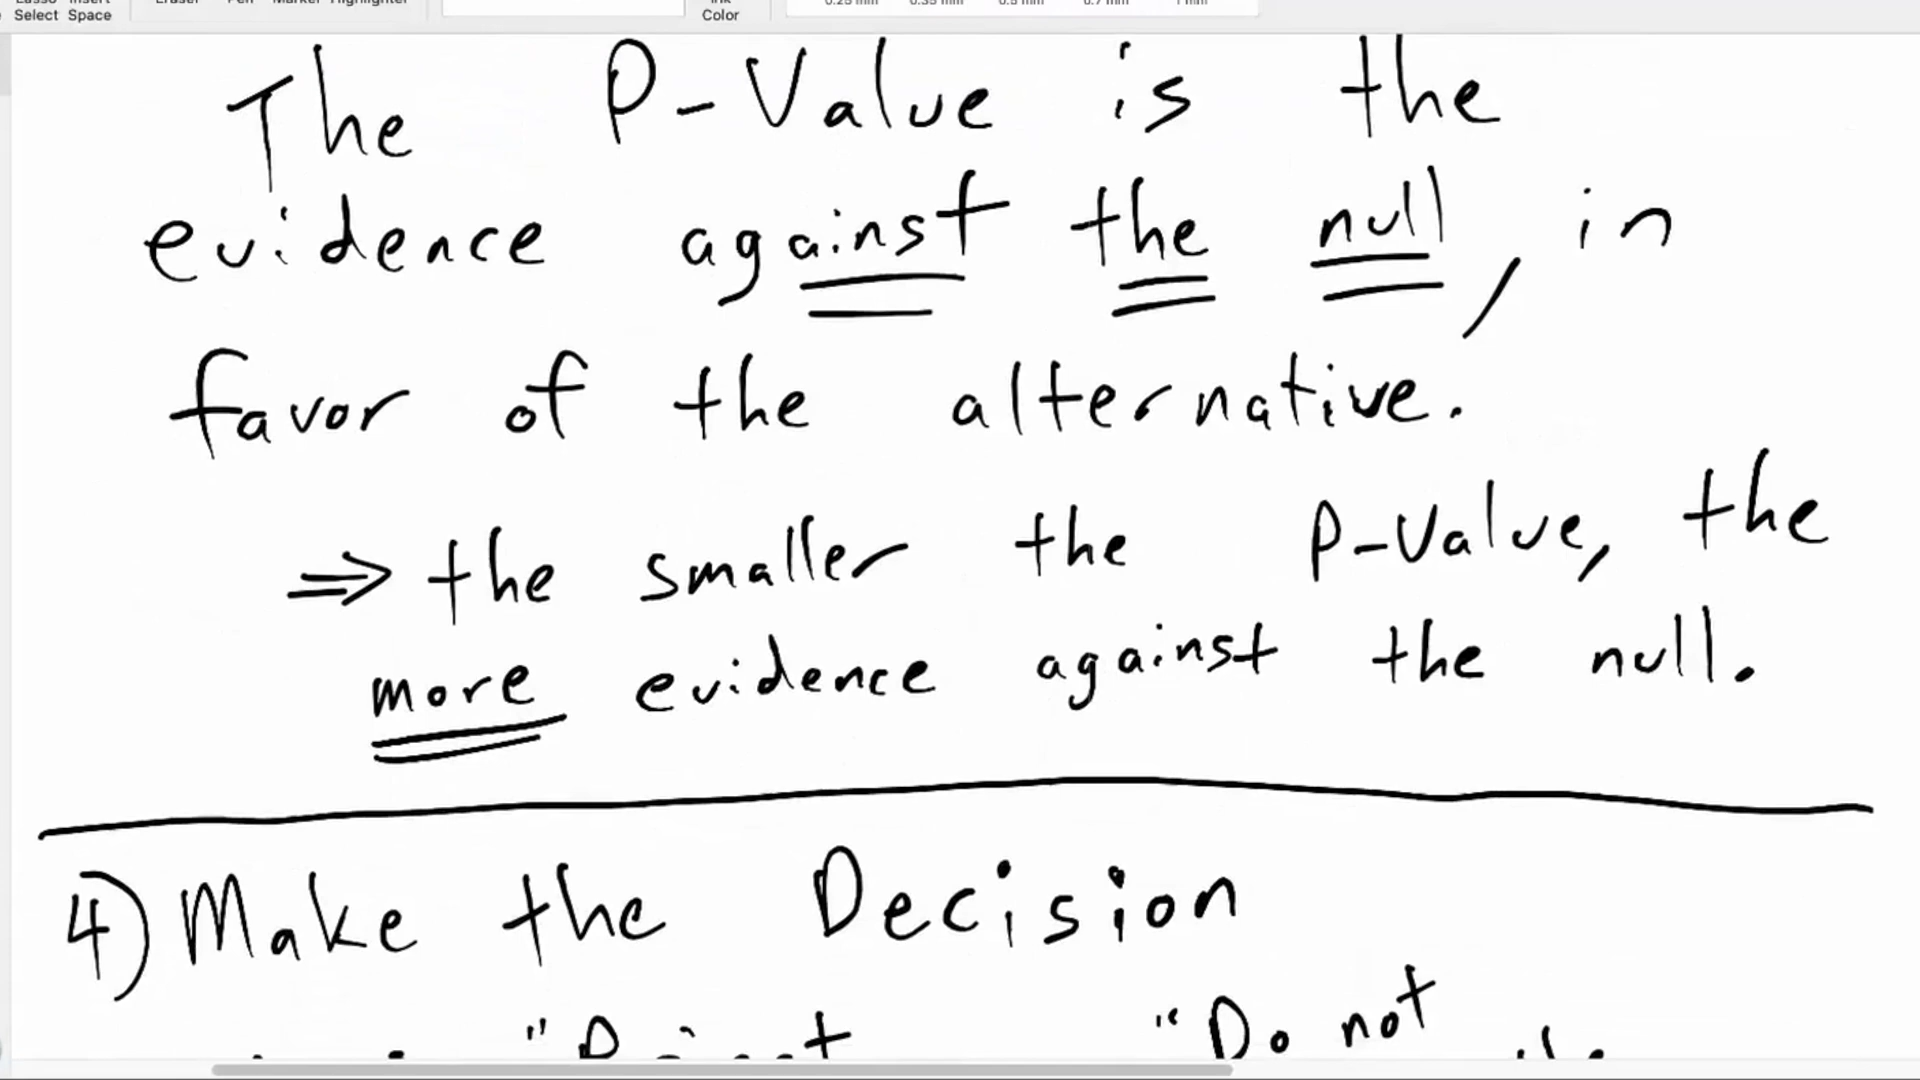 Select Space
Color
The P-Value is the
evidence against the null, in
favor of the alternative.
⇒ the smaller the P-Value, the
more evidence against the null.
4) Make the Decision
"Do not